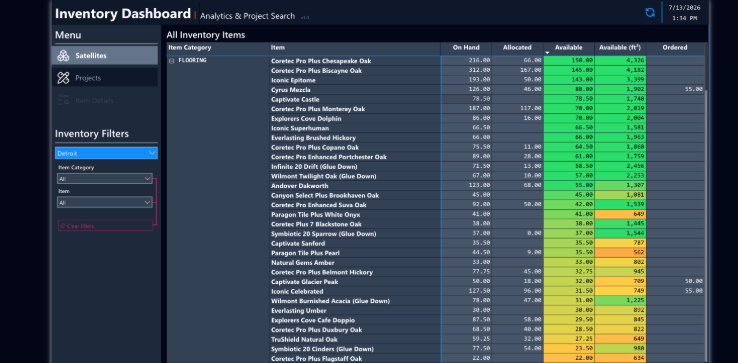 Inventory Dashboard | Analytics & Project Search
7/13/2026
1:34 PM
Menu
Satellites
Projects
Item Details
Inventory Filters
Detroit
Item Category
All
Item
All
Clear Filters
All Inventory Items
Item Category Item On Hand Allocated Available Available (ft²) Ordered
FLOORING Coretec Pro Plus Chesapeake Oak 216.00 66.00 150.00 4,326
Coretec Pro Plus Biscayne Oak 312.00 167.00 145.00 4,182
Iconic Epitome 193.00 50.00 143.00 3,399
Cyrus Mezcla 126.00 46.00 80.00 1,902 55.00
Captivate Castle 78.50 78.50 1,740
Coretec Pro Plus Monterey Oak 187.00 117.00 70.00 2,019
Explorers Cove Dolphin 86.00 16.00 70.00 2,004
Iconic Superhuman 66.50 66.50 1,581
Everlasting Brushed Hickory 66.00 66.00 1,963
Coretec Pro Plus Copano Oak 75.50 11.00 64.50 1,860
Coretec Pro Enhanced Portchester Oak 89.00 28.00 61.00 1,759
Infinite 20 Drift (Glue Down) 71.50 13.00 58.50 2,456
Wilmont Twilight Oak (Glue Down) 67.00 10.00 57.00 2,253
Andover Dakworth 123.00 68.00 55.00 1,307
Canyon Select Plus Brookhaven Oak 45.00 45.00 1,081
Coretec Pro Enhanced Suva Oak 92.00 50.00 42.00 1,539
Paragon Tile Plus White Onyx 41.00 41.00 649
Coretec Plus 7 Blackstone Oak 38.00 38.00 1,445
Symbiotic 20 Sparrow (Glue Down) 37.00 0.00 37.00 1,544
Captivate Sanford 35.50 35.50 787
Paragon Tile Plus Pearl 44.50 9.00 35.50 562
Natural Gems Amber 33.00 33.00 802
Coretec Pro Plus Belmont Hickory 77.75 45.00 32.75 945
Captivate Glacier Peak 50.00 18.00 32.00 709 50.00
Iconic Celebrated 127.50 96.00 31.50 749 55.00
Wilmont Burnished Acacia (Glue Down) 78.00 47.00 31.00 1,225
Everlasting Umber 30.00 30.00 892
Explorers Cove Cafe Doppio 87.50 58.00 29.50 845
Coretec Pro Plus Duxbury Oak 68.50 40.00 28.50 822
TruShield Natural Oak 59.25 32.00 27.25 649
Symbiotic 20 Cinders (Glue Down) 77.50 54.00 23.50 980
Coretec Pro Plus Flagstaff Oak 22.00 22.00 634